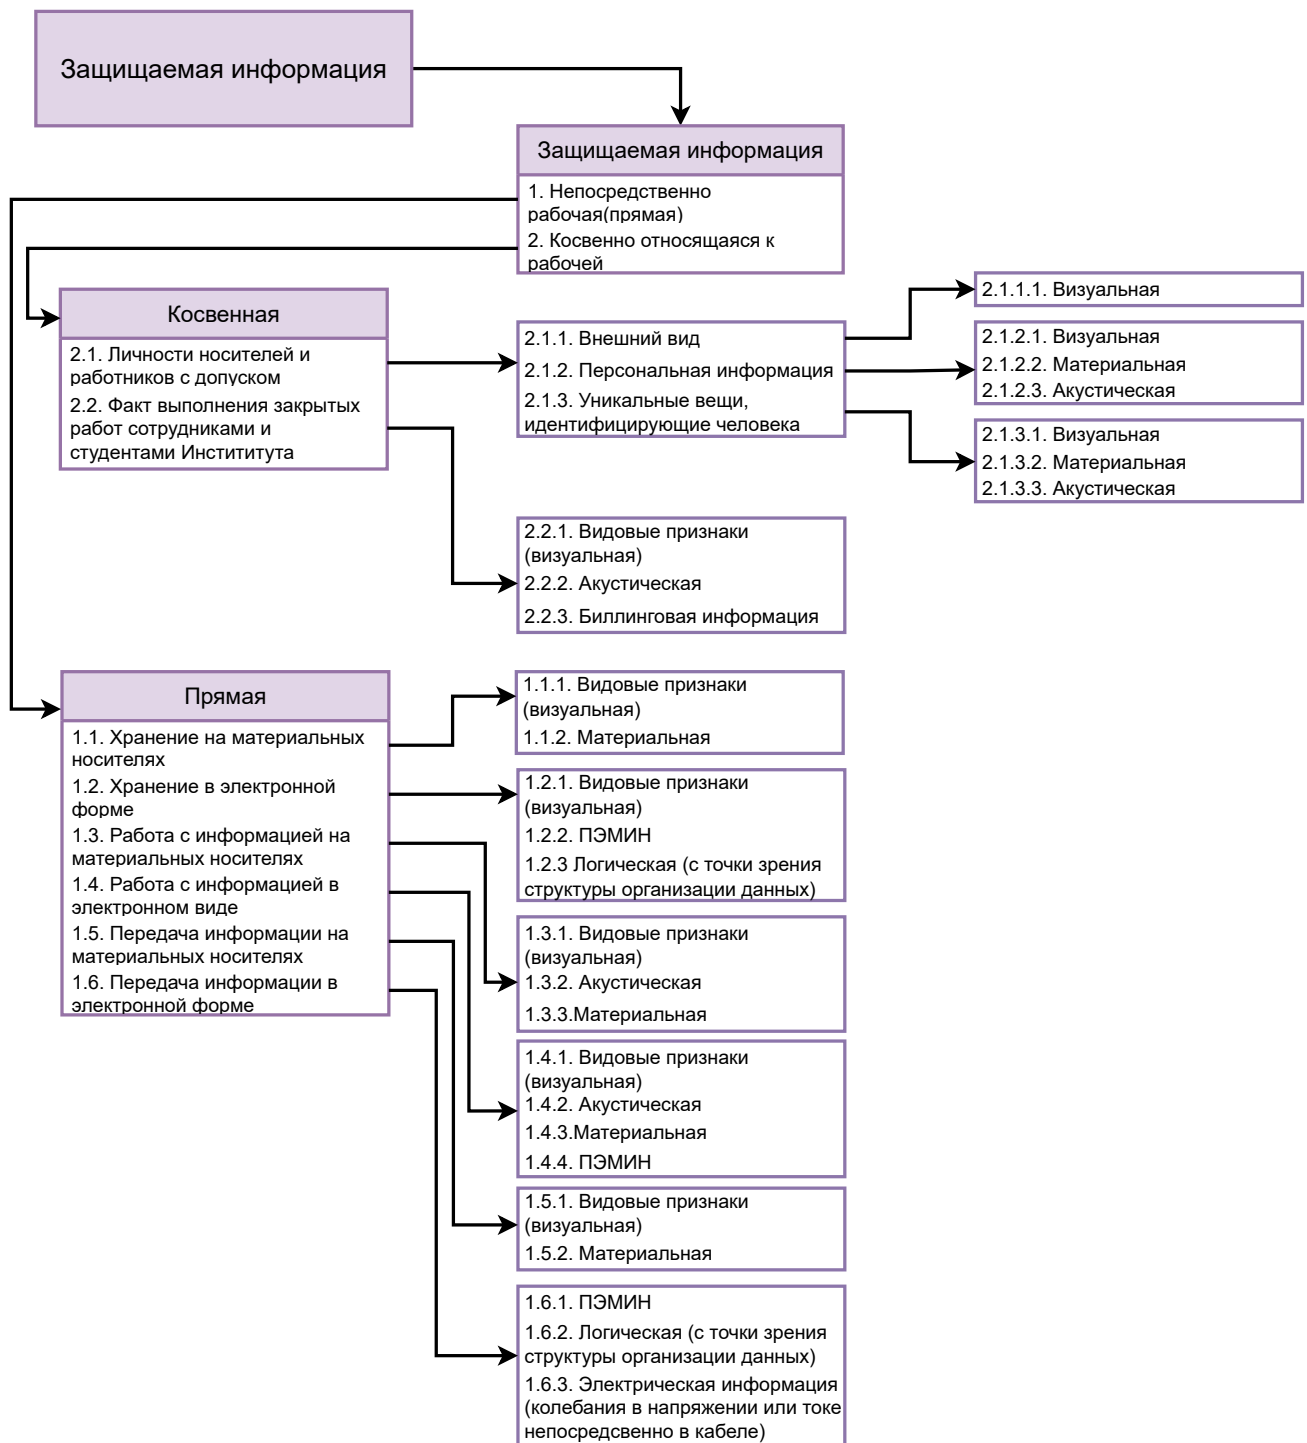 Защищаемая информация
Защищаемая информация
1. Непосредственно
рабочая(прямая)
2. Косвенно относящаяся к
рабочей
Косвенная
2.1. Личности носителей и
работников с допуском
2.2. Факт выполнения закрытых
работ сотрудниками и
студентами Инстититута
2.1.1. Внешний вид
2.1.2. Персональная информация
2.1.3. Уникальные вещи,
идентифицирующие человека
2.1.1.1. Визуальная
2.1.2.1. Визуальная
2.1.2.2. Материальная
2.1.2.3. Акустическая
2.1.3.1. Визуальная
2.1.3.2. Материальная
2.1.3.3. Акустическая
2.2.1. Видовые признаки
(визуальная)
2.2.2. Акустическая
2.2.3. Биллинговая информация
Прямая
1.1. Хранение на материальных
носителях
1.2. Хранение в электронной
форме
1.3. Работа с информацией на
материальных носителях
1.4. Работа с информацией в
электронном виде
1.5. Передача информации на
материальных носителях
1.6. Передача информации в
электронной форме
1.1.1. Видовые признаки
(визуальная)
1.1.2. Материальная
1.2.1. Видовые признаки
(визуальная)
1.2.2. ПЭМИН
1.2.3 Логическая (с точки зрения
структуры организации данных)
1.3.1. Видовые признаки
(визуальная)
1.3.2. Акустическая
1.3.3.Материальная
1.4.1. Видовые признаки
(визуальная)
1.4.2. Акустическая
1.4.3.Материальная
1.4.4. ПЭМИН
1.5.1. Видовые признаки
(визуальная)
1.5.2. Материальная
1.6.1. ПЭМИН
1.6.2. Логическая (с точки зрения
структуры организации данных)
1.6.3. Электрическая информация
(колебания в напряжении или токе
непосредсвенно в кабеле)